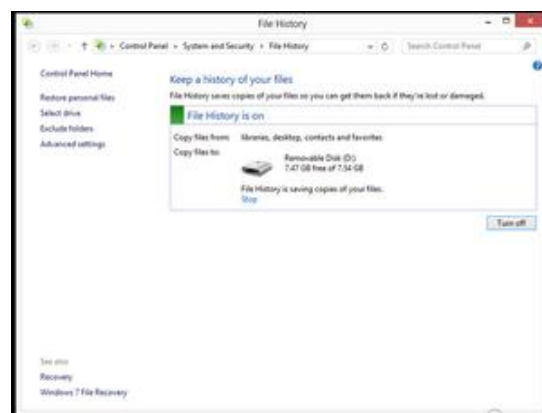 File History
Control Panel › System and Security › File History
Search Control Panel
Control Panel Home
Restore personal files
Select drive
Exclude folders
Advanced settings
Keep a history of your files
File History saves copies of your files so you can get them back if they're lost or damaged.
File History is on
Copy files from: libraries, desktop, contacts and favorites
Copy files to:
Removable Disk (D:)
7.47 GB free of 7.54 GB
File History is saving copies of your files.
Stop
Turn off
See also
Recovery
Windows 7 File Recovery